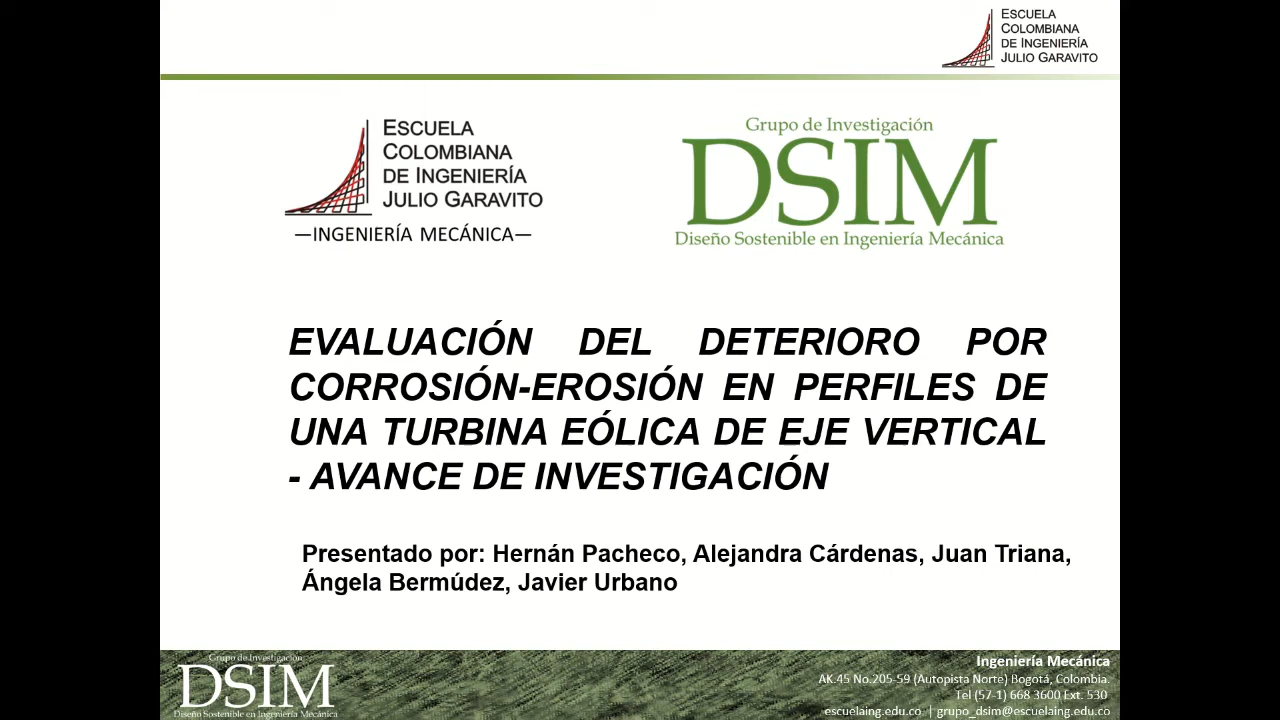 ESCUELA
COLOMBIANA
DE INGENIERÍA
JULIO GARAVITO
ESCUELA
COLOMBIANA
DE INGENIERÍA
JULIO GARAVITO
—INGENIERÍA MECÁNICA—
Grupo de Investigación
DSIM
Diseño Sostenible en Ingeniería Mecánica
EVALUACIÓN DEL DETERIORO POR
CORROSIÓN-EROSIÓN EN PERFILES DE
UNA TURBINA EÓLICA DE EJE VERTICAL
- AVANCE DE INVESTIGACIÓN
Presentado por: Hernán Pacheco, Alejandra Cárdenas, Juan Triana,
Ángela Bermúdez, Javier Urbano
Grupo de Investigación
DSIM
Diseño Sostenible en Ingeniería Mecánica
Ingeniería Mecánica
AK.45 No.205-59 (Autopista Norte) Bogotá, Colombia.
Tel (57-1) 668 3600 Ext. 530
escuelaing.edu.co | grupo_dsim@escuelaing.edu.co